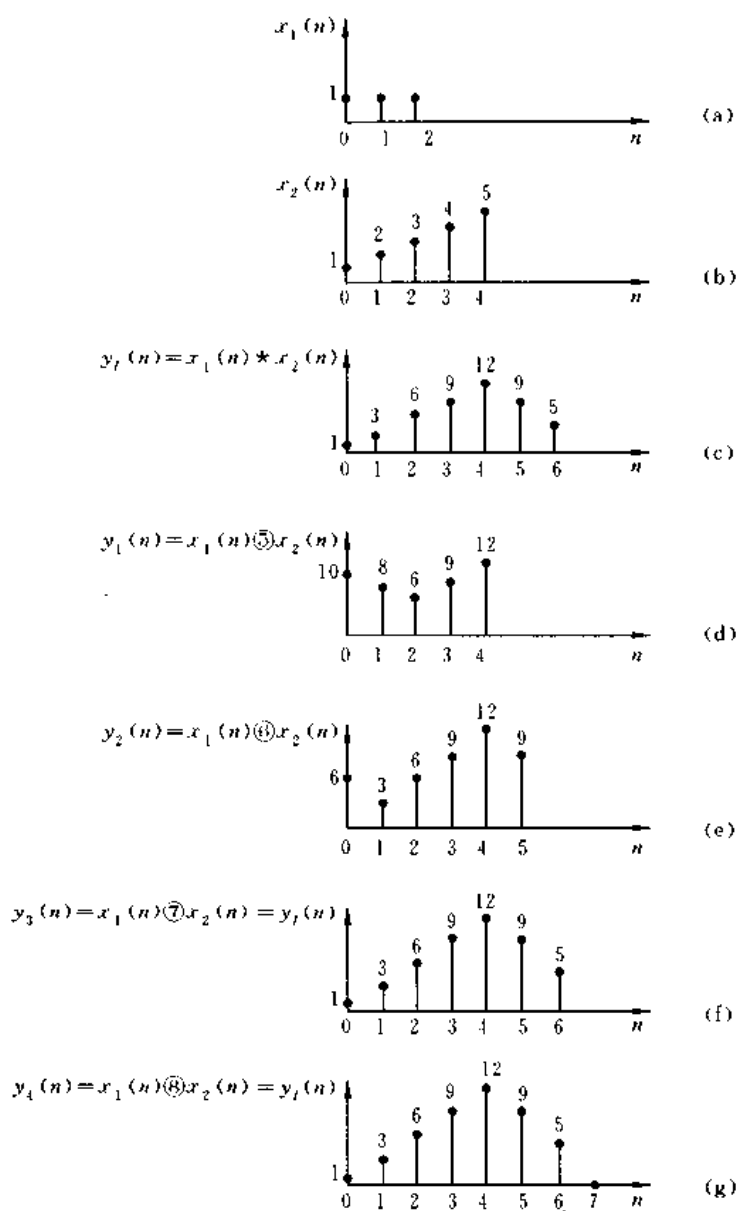 x₁(n)
1
0 1 2 n
(a)
x₂(n)
1 2 3 4 5
0 1 2 3 4 n
(b)
yₗ(n)=x₁(n)*x₂(n)
1 3 6 9 12 9 5
0 1 2 3 4 5 6 n
(c)
y₁(n)=x₁(n)⑤x₂(n)
10 8 6 9 12
0 1 2 3 4 n
(d)
y₂(n)=x₁(n)⑥x₂(n)
6 3 6 9 12 9
0 1 2 3 4 5 n
(e)
y₃(n)=x₁(n)⑦x₂(n)=yₗ(n)
1 3 6 9 12 9 5
0 1 2 3 4 5 6 n
(f)
y₄(n)=x₁(n)⑧x₂(n)=yₗ(n)
1 3 6 9 12 9 5
0 1 2 3 4 5 6 7 n
(g)